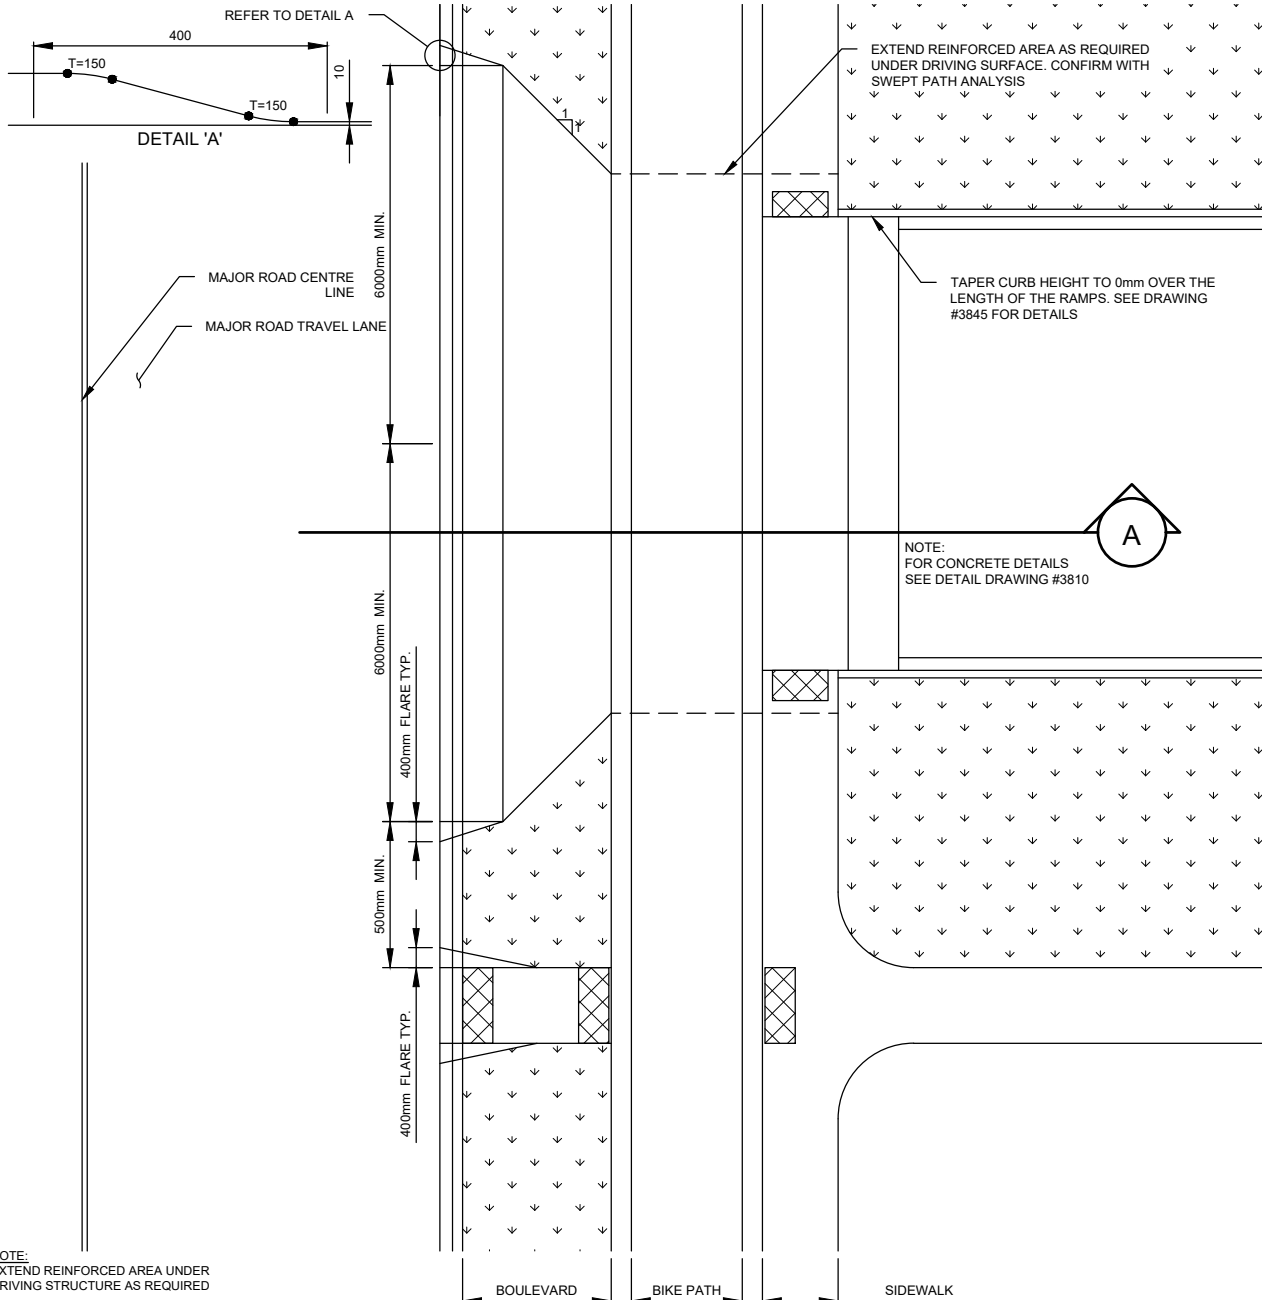 REFER TO DETAIL A
400
T=150
10
T=150
DETAIL 'A'
EXTEND REINFORCED AREA AS REQUIRED
UNDER DRIVING SURFACE. CONFIRM WITH
SWEPT PATH ANALYSIS
1
1
6000mm MIN.
MAJOR ROAD CENTRE
LINE
MAJOR ROAD TRAVEL LANE
TAPER CURB HEIGHT TO 0mm OVER THE
LENGTH OF THE RAMPS. SEE DRAWING
#3845 FOR DETAILS
A
NOTE:
FOR CONCRETE DETAILS
SEE DETAIL DRAWING #3810
6000mm MIN.
400mm FLARE TYP.
500mm MIN.
400mm FLARE TYP.
OTE:
XTEND REINFORCED AREA UNDER
RIVING STRUCTURE AS REQUIRED
BOULEVARD
BIKE PATH
SIDEWALK